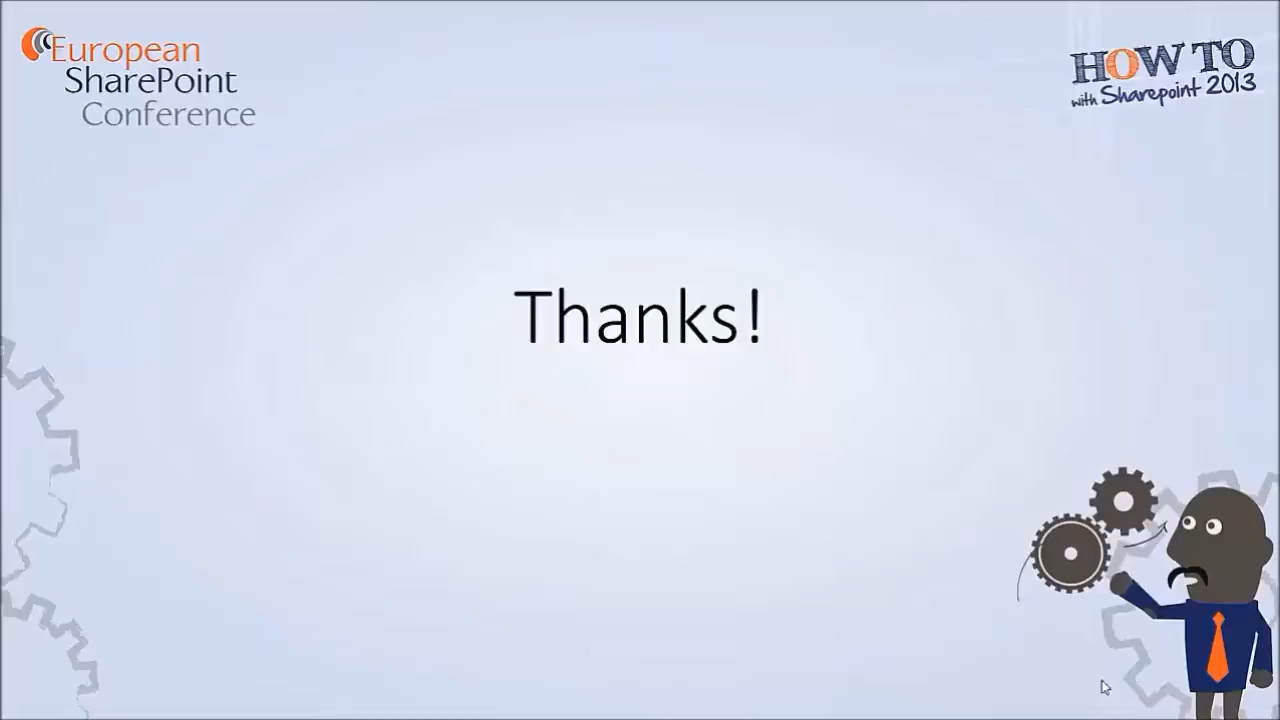 European
SharePoint
Conference
HOW TO
with Sharepoint 2013
Thanks!